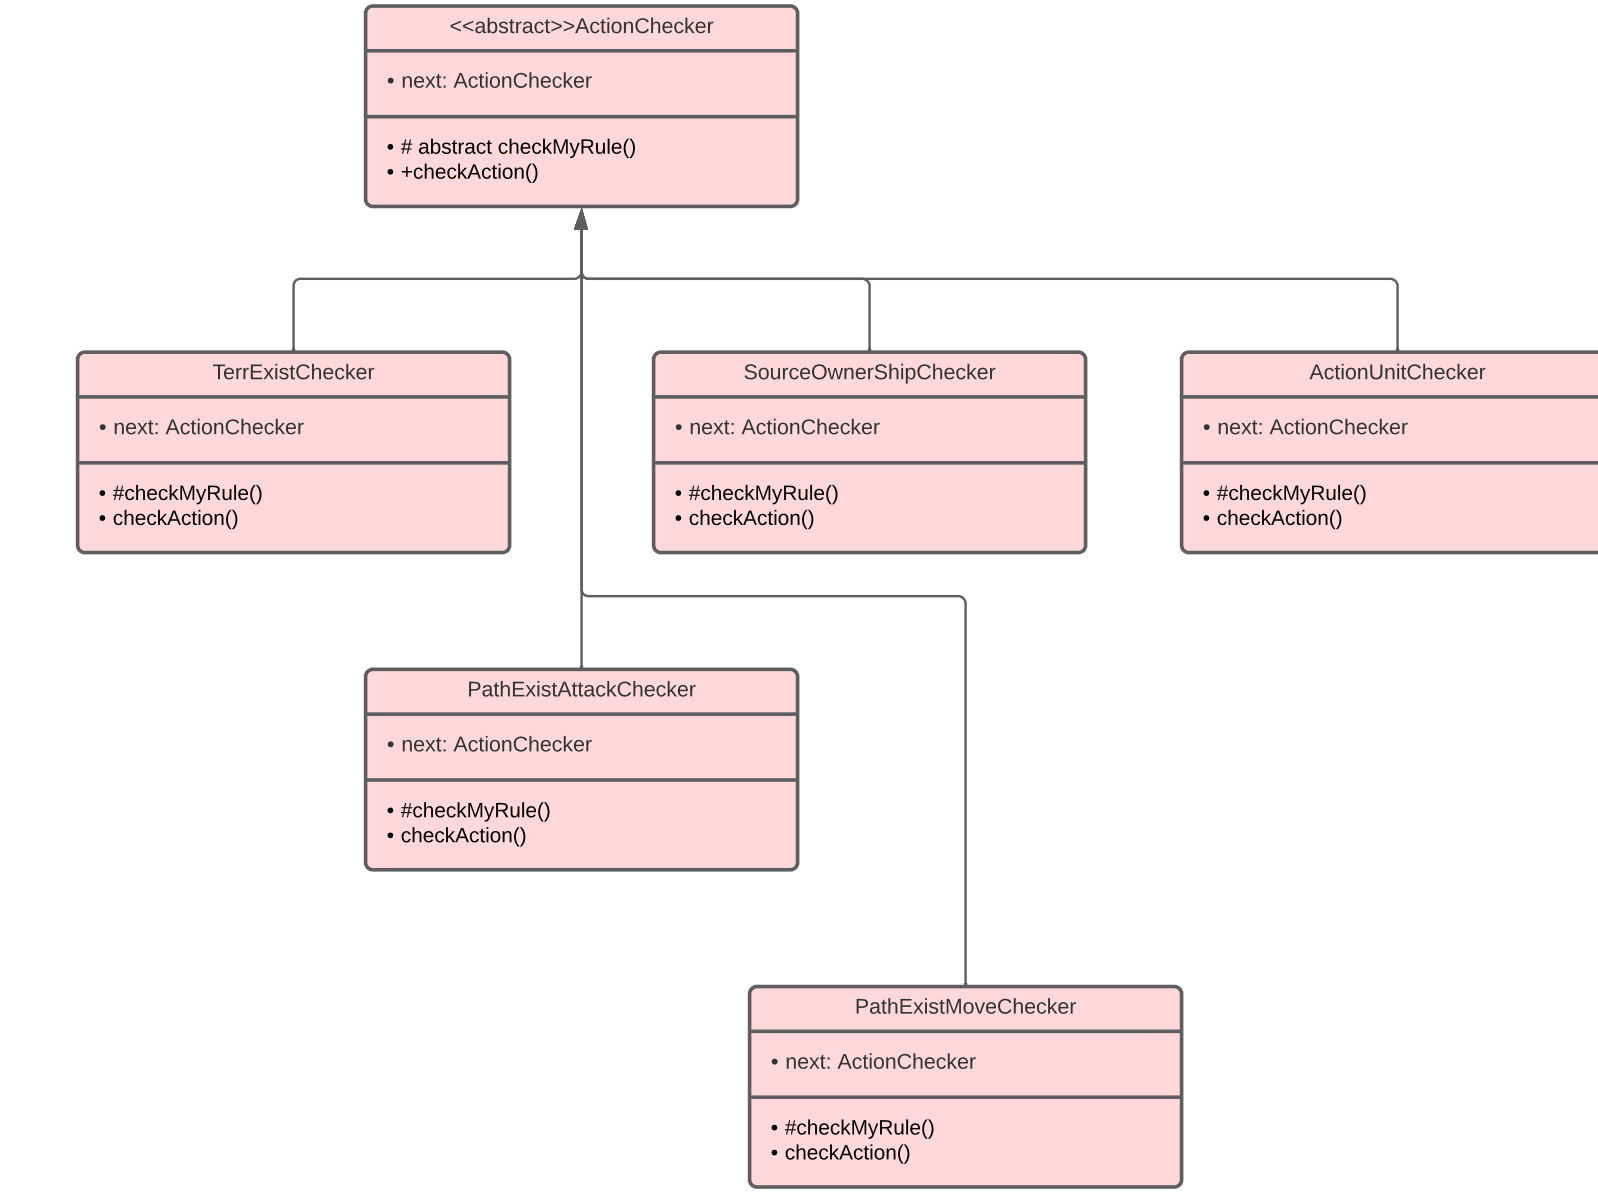 <<abstract>>ActionChecker
• next: ActionChecker
• # abstract checkMyRule()
• +checkAction()
TerrExistChecker
• next: ActionChecker
• #checkMyRule()
• checkAction()
SourceOwnerShipChecker
• next: ActionChecker
• #checkMyRule()
• checkAction()
ActionUnitChecker
• next: ActionChecker
• #checkMyRule()
• checkAction()
PathExistAttackChecker
• next: ActionChecker
• #checkMyRule()
• checkAction()
PathExistMoveChecker
• next: ActionChecker
• #checkMyRule()
• checkAction()